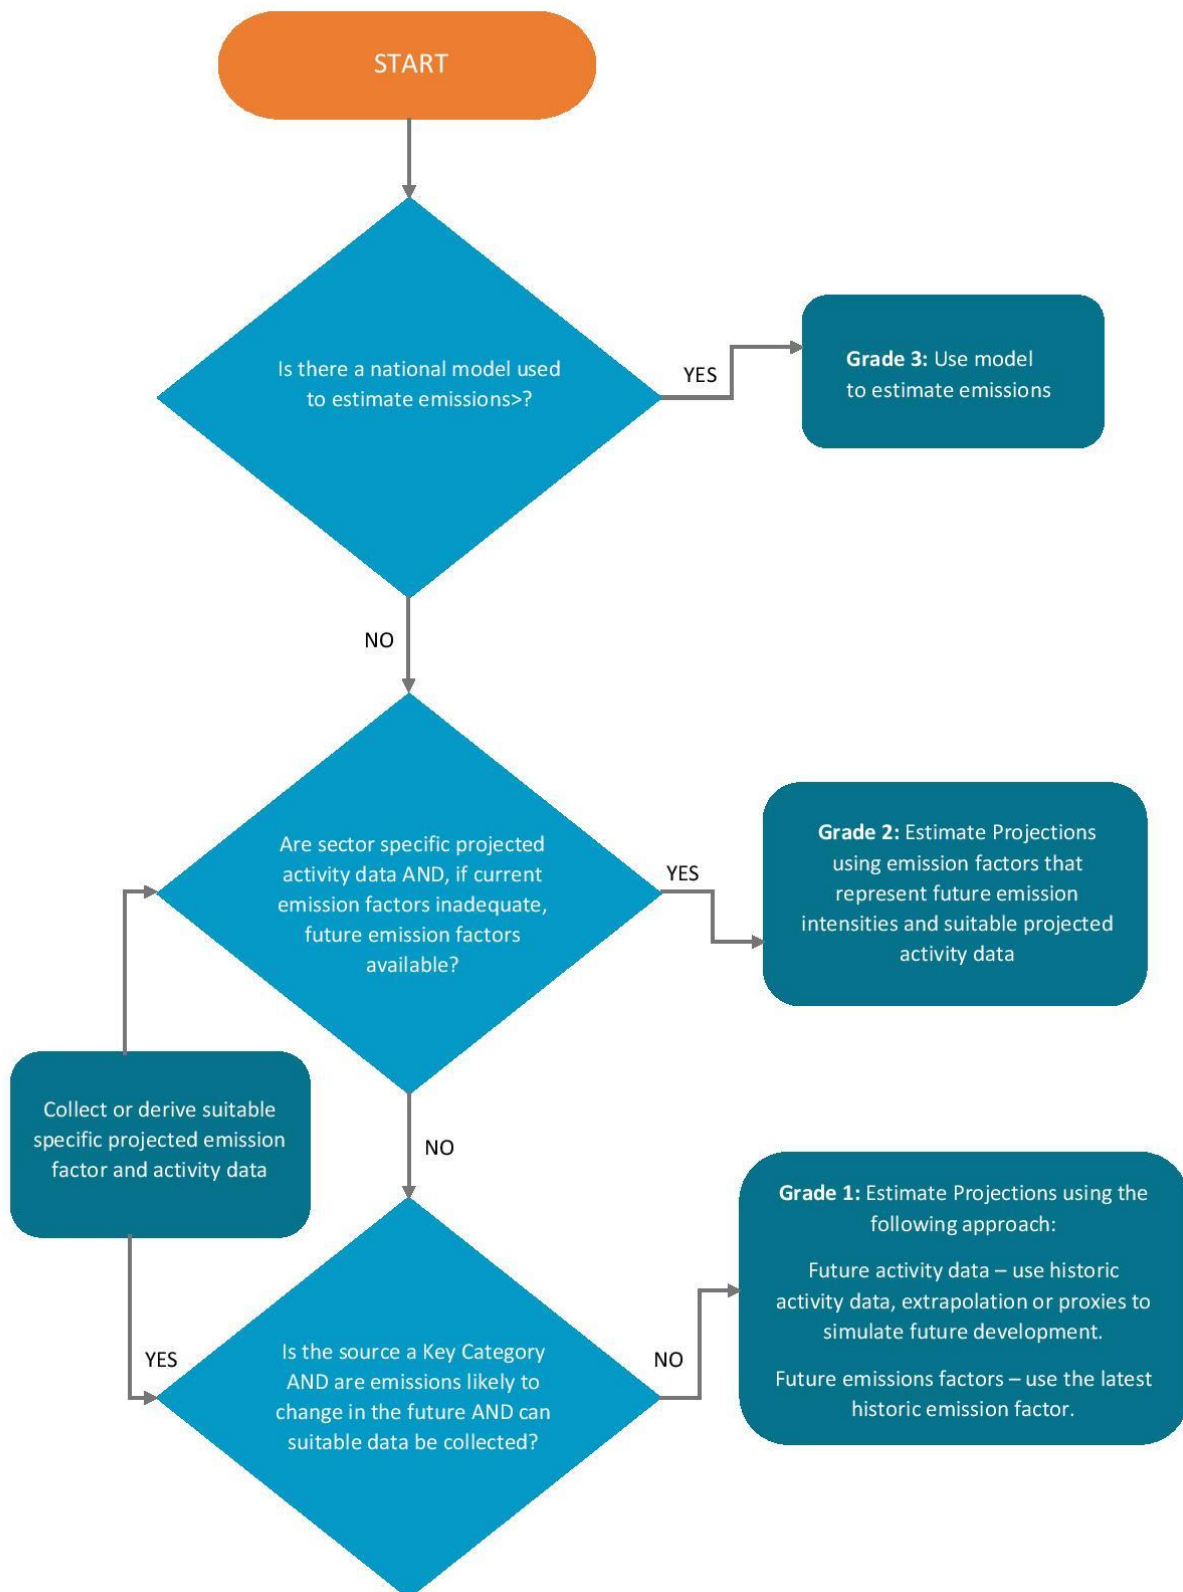 START
Is there a national model used
to estimate emissions>?
YES
Grade 3: Use model
to estimate emissions
NO
Are sector specific projected
activity data AND, if current
emission factors inadequate,
future emission factors
available?
YES
Grade 2: Estimate Projections
using emission factors that
represent future emission
intensities and suitable projected
activity data
Collect or derive suitable
specific projected emission
factor and activity data
NO
YES
Is the source a Key Category
AND are emissions likely to
change in the future AND can
suitable data be collected?
NO
Grade 1: Estimate Projections using the
following approach:
Future activity data – use historic
activity data, extrapolation or proxies to
simulate future development.
Future emissions factors – use the latest
historic emission factor.